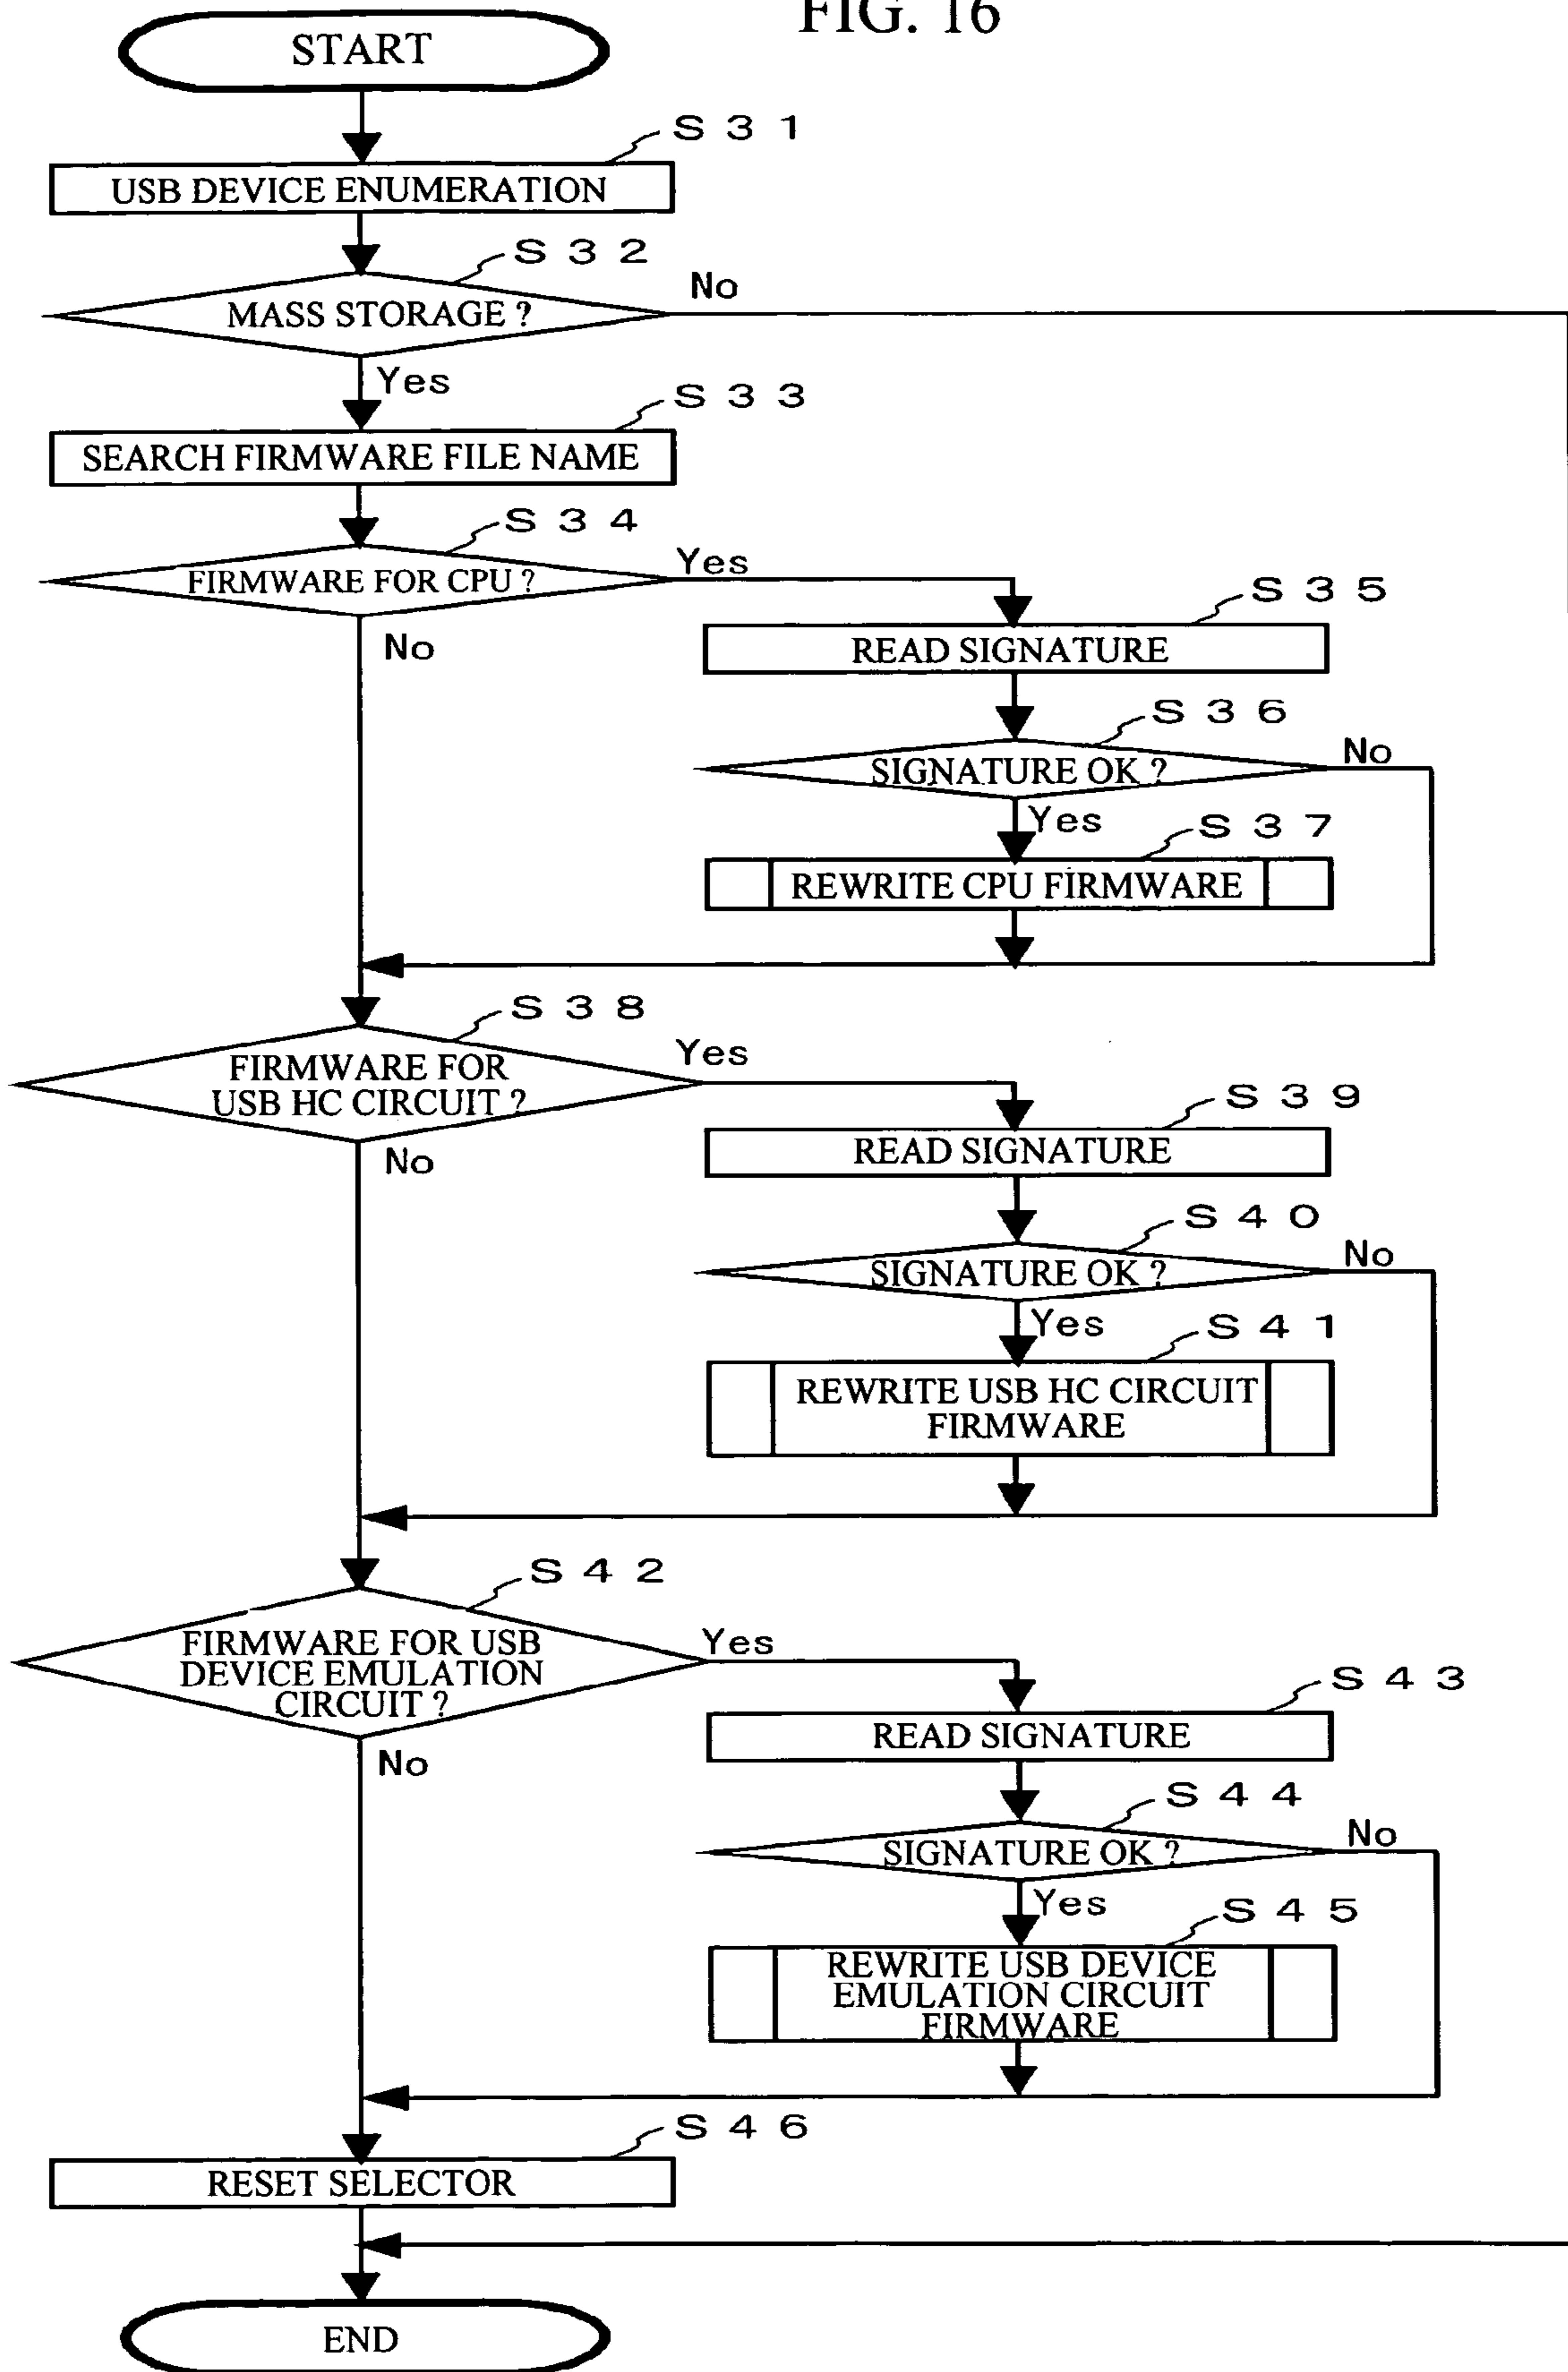 FIG. 16
START
S31
USB DEVICE ENUMERATION
S32
MASS STORAGE ?
No
Yes
S33
SEARCH FIRMWARE FILE NAME
S34
FIRMWARE FOR CPU ?
Yes
No
S35
READ SIGNATURE
S36
SIGNATURE OK ?
No
Yes
S37
REWRITE CPU FIRMWARE
S38
FIRMWARE FOR
USB HC CIRCUIT ?
Yes
No
S39
READ SIGNATURE
S40
SIGNATURE OK ?
No
Yes
S41
REWRITE USB HC CIRCUIT
FIRMWARE
S42
FIRMWARE FOR USB
DEVICE EMULATION
CIRCUIT ?
Yes
No
S43
READ SIGNATURE
S44
SIGNATURE OK ?
No
Yes
S45
REWRITE USB DEVICE
EMULATION CIRCUIT
FIRMWARE
S46
RESET SELECTOR
END